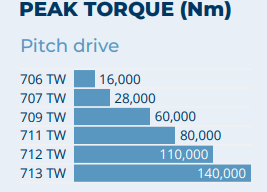 PEAK TORQUE (Nm)
Pitch drive
706 TW 16,000
707 TW 28,000
709 TW 60,000
711 TW 80,000
712 TW 110,000
713 TW 140,000